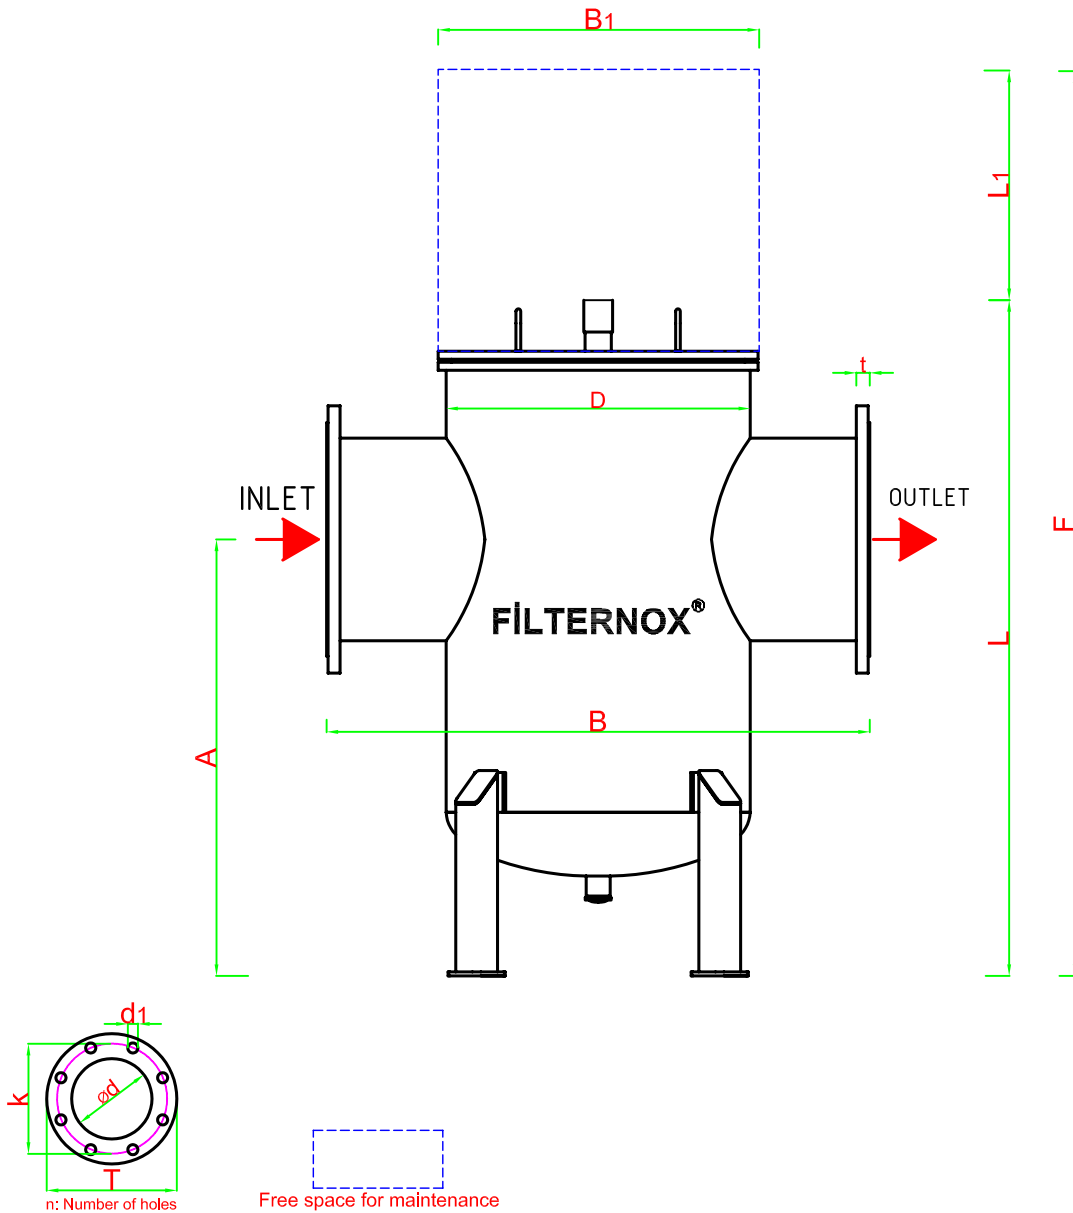 B1
L1
t
D
INLET
OUTLET
F
FİLTERNOX®
L
B
A
d1
k
ød
T
n: Number of holes
Free space for maintenance